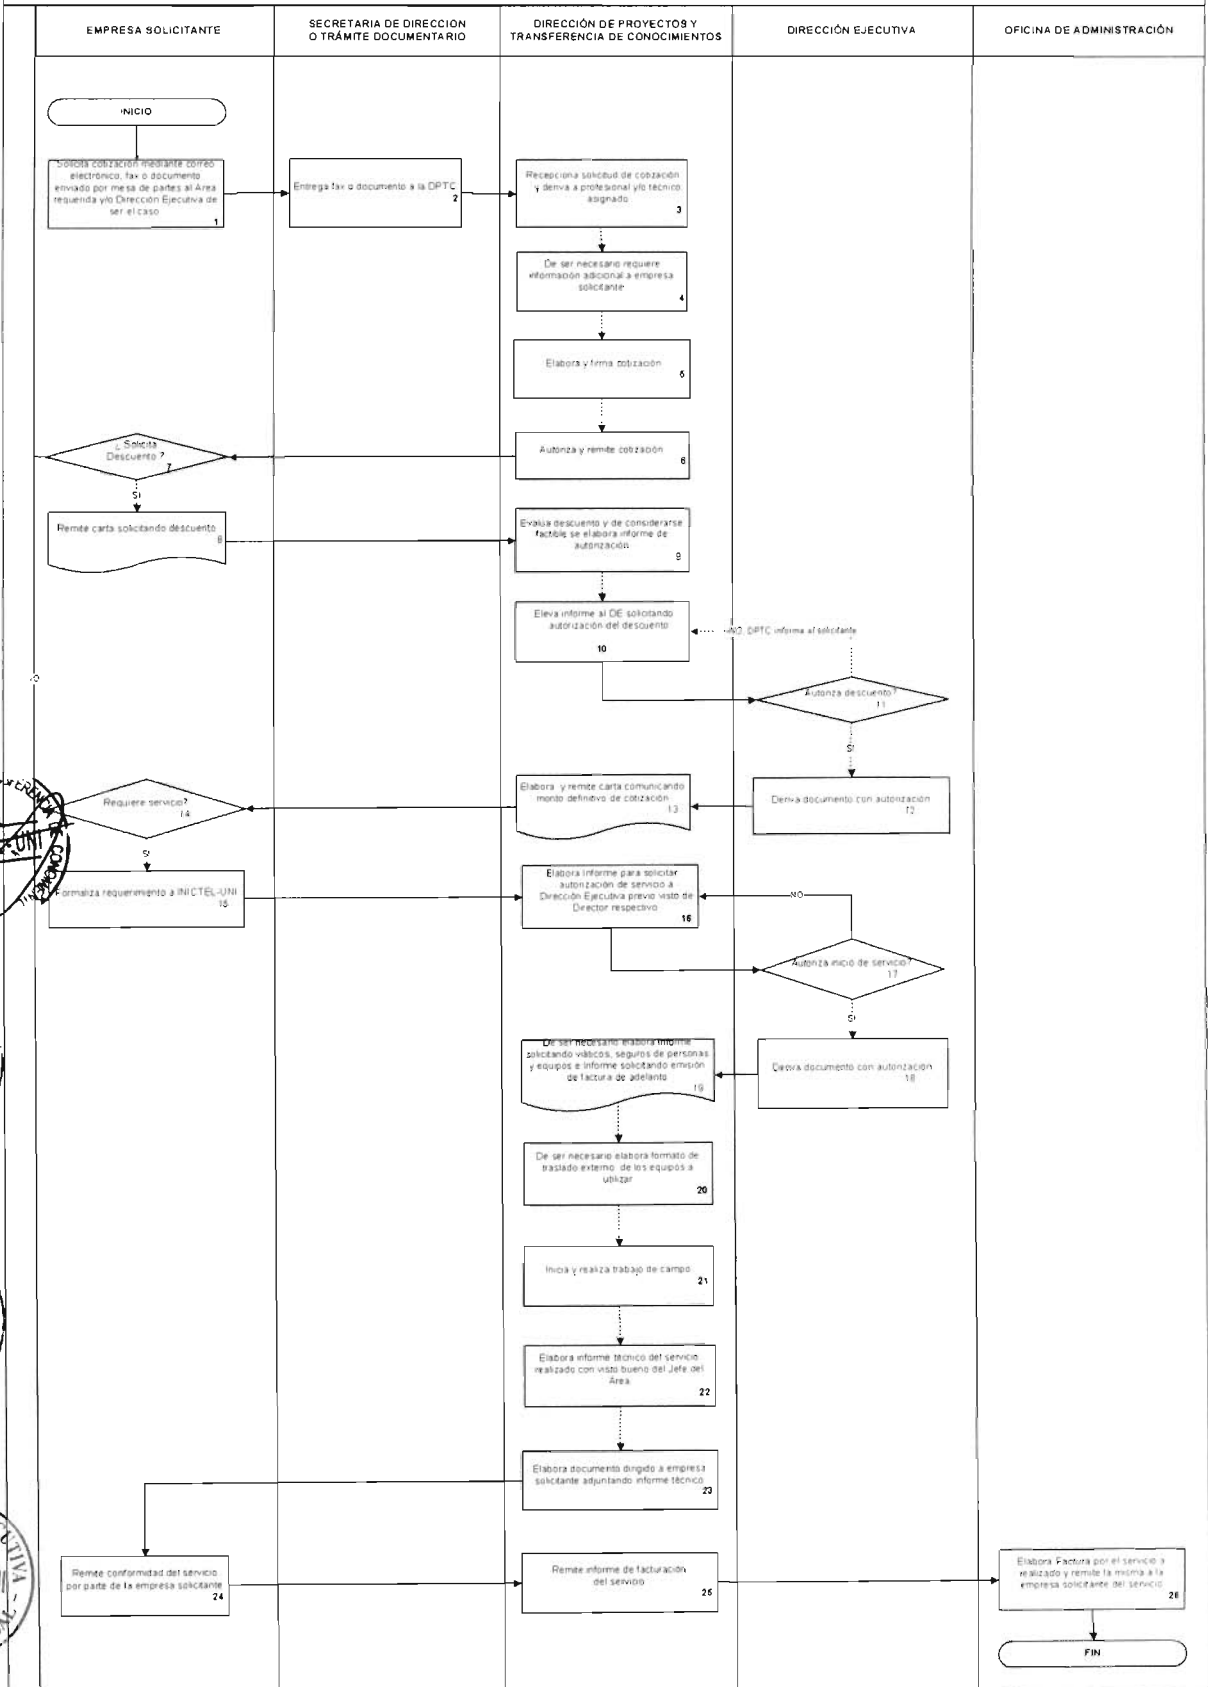 EMPRESA SOLICITANTE
SECRETARIA DE DIRECCION
O TRÁMITE DOCUMENTARIO
DIRECCIÓN DE PROYECTOS Y
TRANSFERENCIA DE CONOCIMIENTOS
DIRECCIÓN EJECUTIVA
OFICINA DE ADMINISTRACIÓN
INICIO
Solicita cotización mediante correo
electrónico, fax o documento
enviado por mesa de partes al Area
requerida y/o Dirección Ejecutiva de
ser el caso
1
Entrega fax o documento a la DPTC
2
Recepciona solicitud de cotización
y deriva a profesional y/o técnico
asignado
3
De ser necesario requiere
información adicional a empresa
solicitante
4
Elabora y firma cotización
5
Autoriza y remite cotización
6
¿ Solicita
Descuento ?
7
SI
Remite carta solicitando descuento
8
Evalúa descuento y de considerarse
factible se elabora informe de
autorización
9
Eleva informe al DE solicitando
autorización del descuento
10
NO, DPTC informa al solicitante
Autoriza descuento?
11
SI
Deriva documento con autorización
12
Elabora y remite carta comunicando
monto definitivo de cotización
13
Requiere servicio?
14
SI
Formaliza requerimiento a INICTEL-UNI
15
Elabora Informe para solicitar
autorización de servicio a
Dirección Ejecutiva previo visto de
Director respectivo
16
NO
Autoriza inicio de servicio?
17
SI
Deriva documento con autorización
18
De ser necesario elabora informe
solicitando viáticos, seguros de personas
y equipos e Informe solicitando emisión
de factura de adelanto
19
De ser necesario elabora formato de
traslado externo de los equipos a
utilizar
20
Inicia y realiza trabajo de campo
21
Elabora informe técnico del servicio
realizado con visto bueno del Jefe del
Área
22
Elabora documento dirigido a empresa
solicitante adjuntando informe técnico
23
Remite conformidad del servicio
por parte de la empresa solicitante
24
Remite informe de facturación
del servicio
25
Elabora Factura por el servicio a
realizado y remite la misma a la
empresa solicitante del servicio
26
FIN